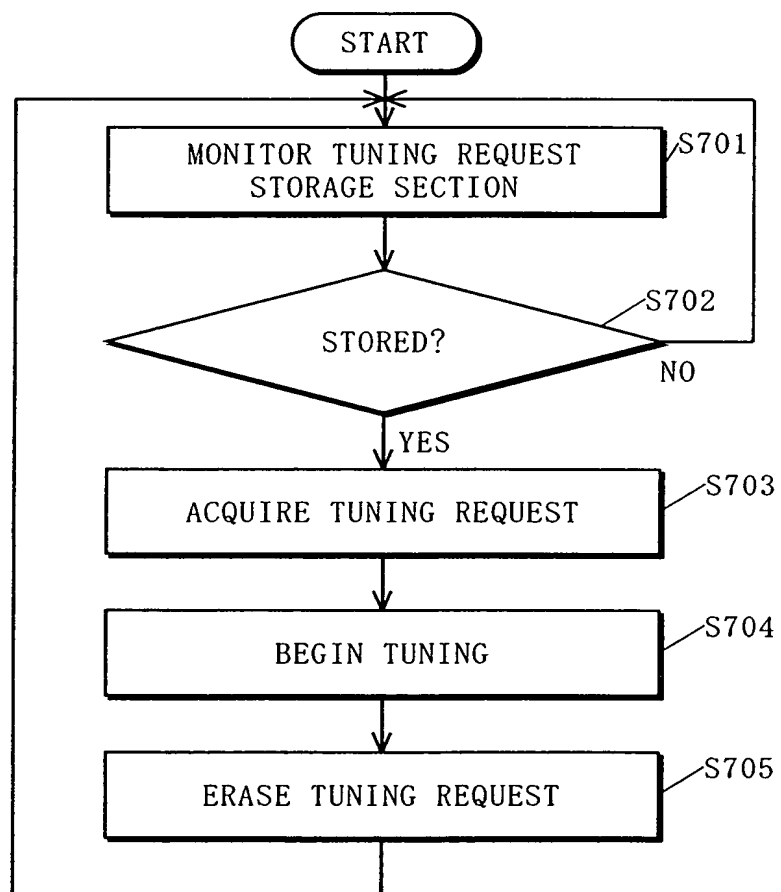 START
MONITOR TUNING REQUEST
STORAGE SECTION
S701
STORED?
S702
NO
YES
ACQUIRE TUNING REQUEST
S703
BEGIN TUNING
S704
ERASE TUNING REQUEST
S705